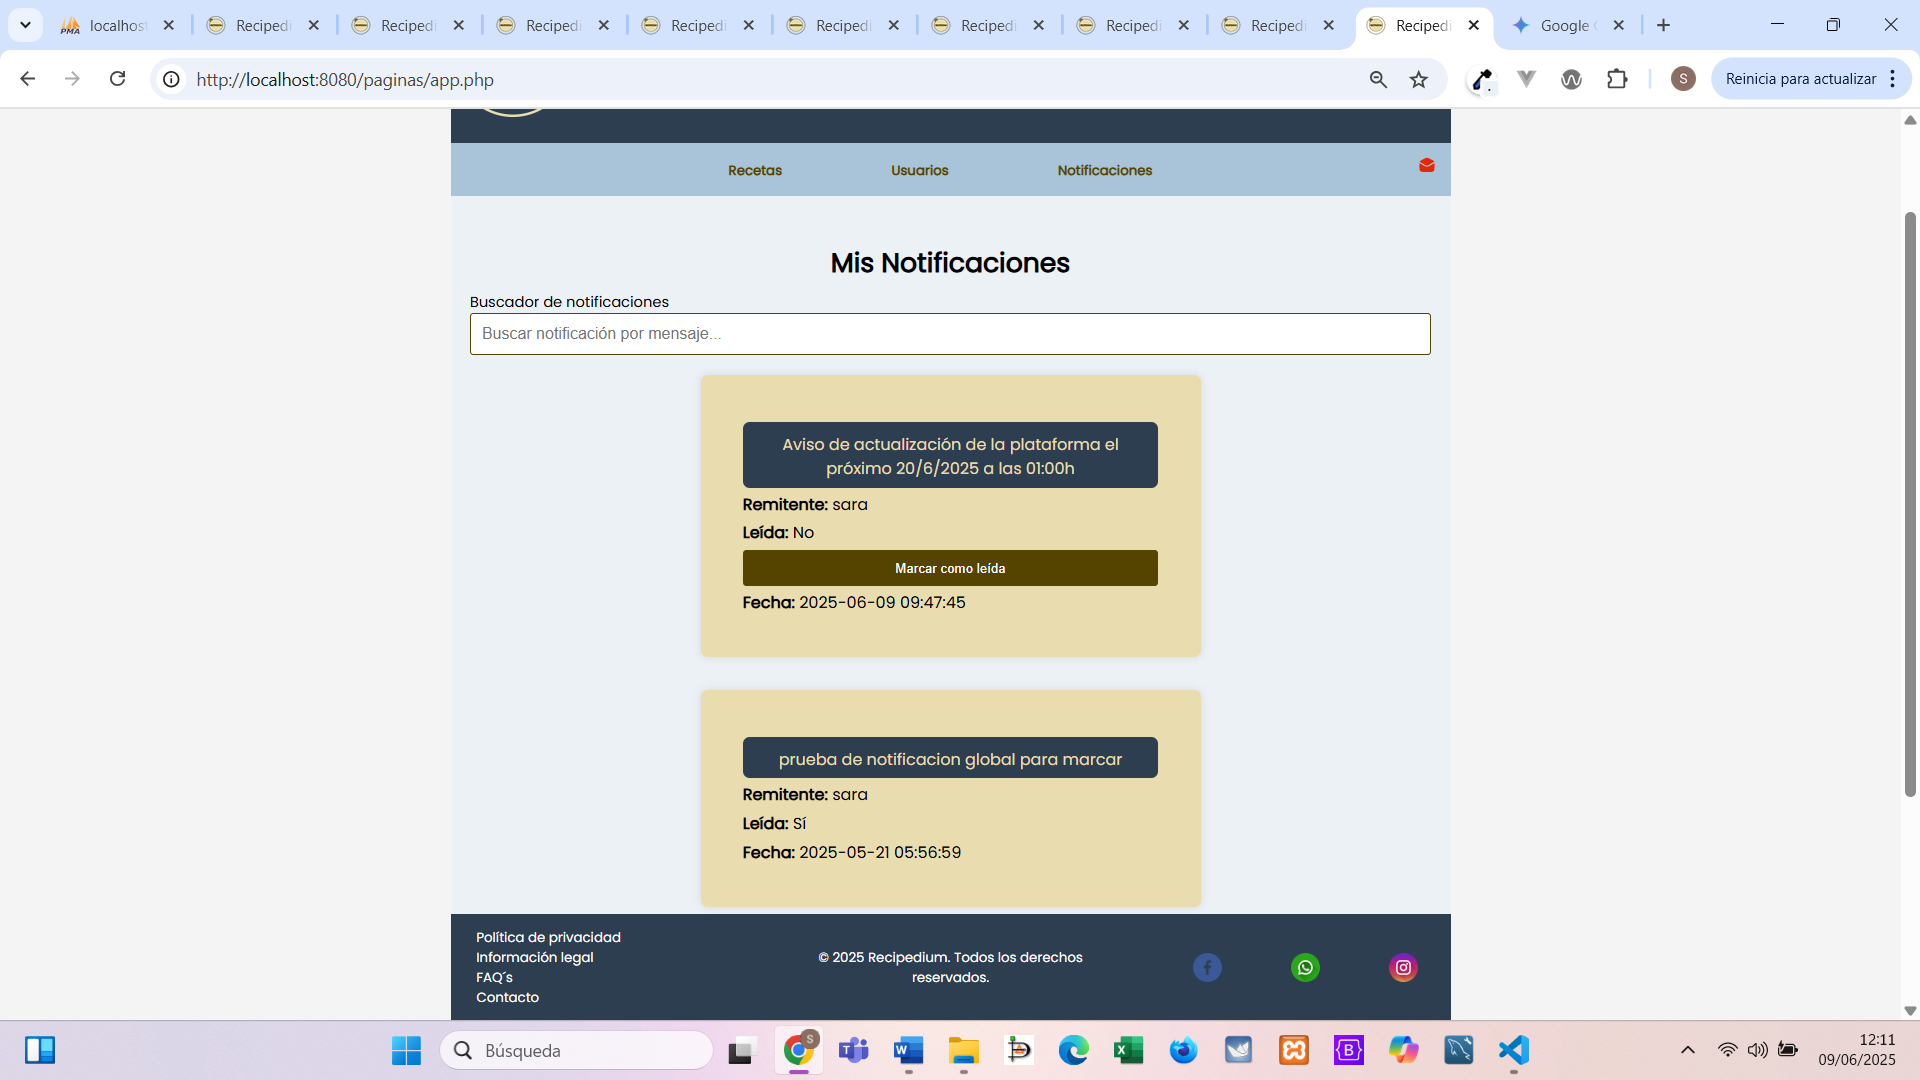 localhost
Recipedi
Recipedi
Recipedi
Recipedi
Recipedi
Recipedi
Recipedi
Recipedi
Recipedi
Google
http://localhost:8080/paginas/app.php
S
Reinicia para actualizar
Recetas
Usuarios
Notificaciones
Mis Notificaciones
Buscador de notificaciones
Buscar notificación por mensaje...
Aviso de actualización de la plataforma el
próximo 20/6/2025 a las 01:00h
Remitente: sara
Leída: No
Marcar como leída
Fecha: 2025-06-09 09:47:45
prueba de notificacion global para marcar
Remitente: sara
Leída: Sí
Fecha: 2025-05-21 05:56:59
Política de privacidad
Información legal
FAQ´s
Contacto
© 2025 Recipedium. Todos los derechos
reservados.
Búsqueda
12:11
09/06/2025